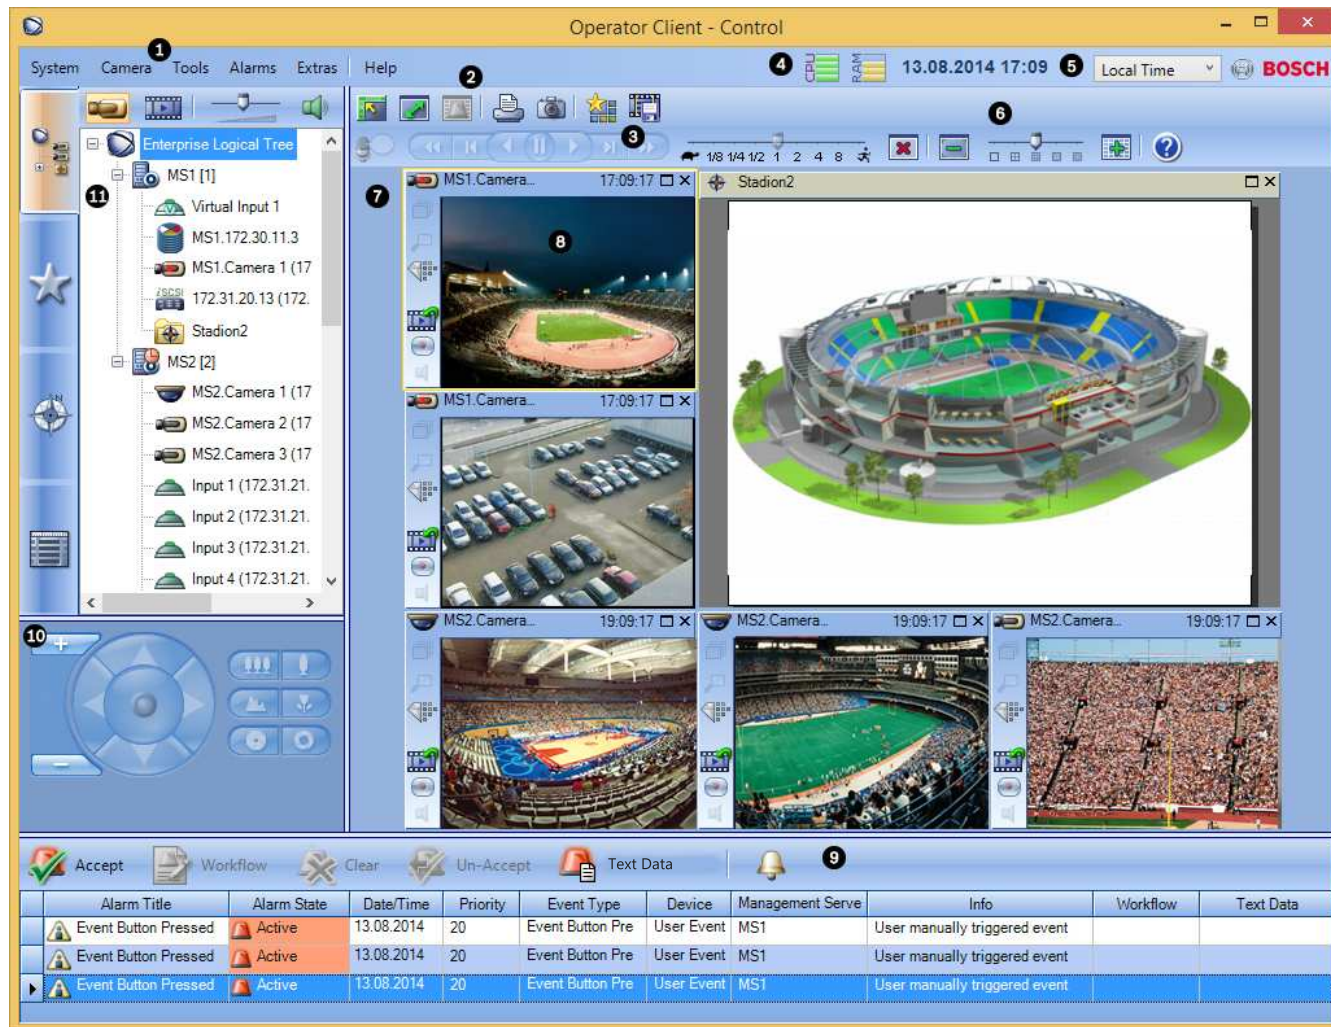 Operator Client - Control
1
System Camera Tools Alarms Extras Help
2
4 CPU RAM 13.08.2014 17:09 5 Local Time BOSCH
3
6
1/8 1/4 1/2 1 2 4 8
Enterprise Logical Tree
11
MS1 [1]
Virtual Input 1
MS1.172.30.11.3
MS1.Camera 1 (17
iSCSI
172.31.20.13 (172.
Stadion2
MS2 [2]
MS2.Camera 1 (17
MS2.Camera 2 (17
MS2.Camera 3 (17
Input 1 (172.31.21.
Input 2 (172.31.21.
Input 3 (172.31.21.
Input 4 (172.31.21.
7
MS1.Camera... 17:09:17
8
Stadion2
MS1.Camera... 17:09:17
MS2.Camera... 19:09:17
MS2.Camera... 19:09:17
MS2.Camera... 19:09:17
10
Accept Workflow Clear Un-Accept Text Data 9
Alarm Title Alarm State Date/Time Priority Event Type Device Management Serve Info Workflow Text Data
Event Button Pressed Active 13.08.2014 20 Event Button Pre User Event MS1 User manually triggered event
Event Button Pressed Active 13.08.2014 20 Event Button Pre User Event MS1 User manually triggered event
Event Button Pressed Active 13.08.2014 20 Event Button Pre User Event MS1 User manually triggered event